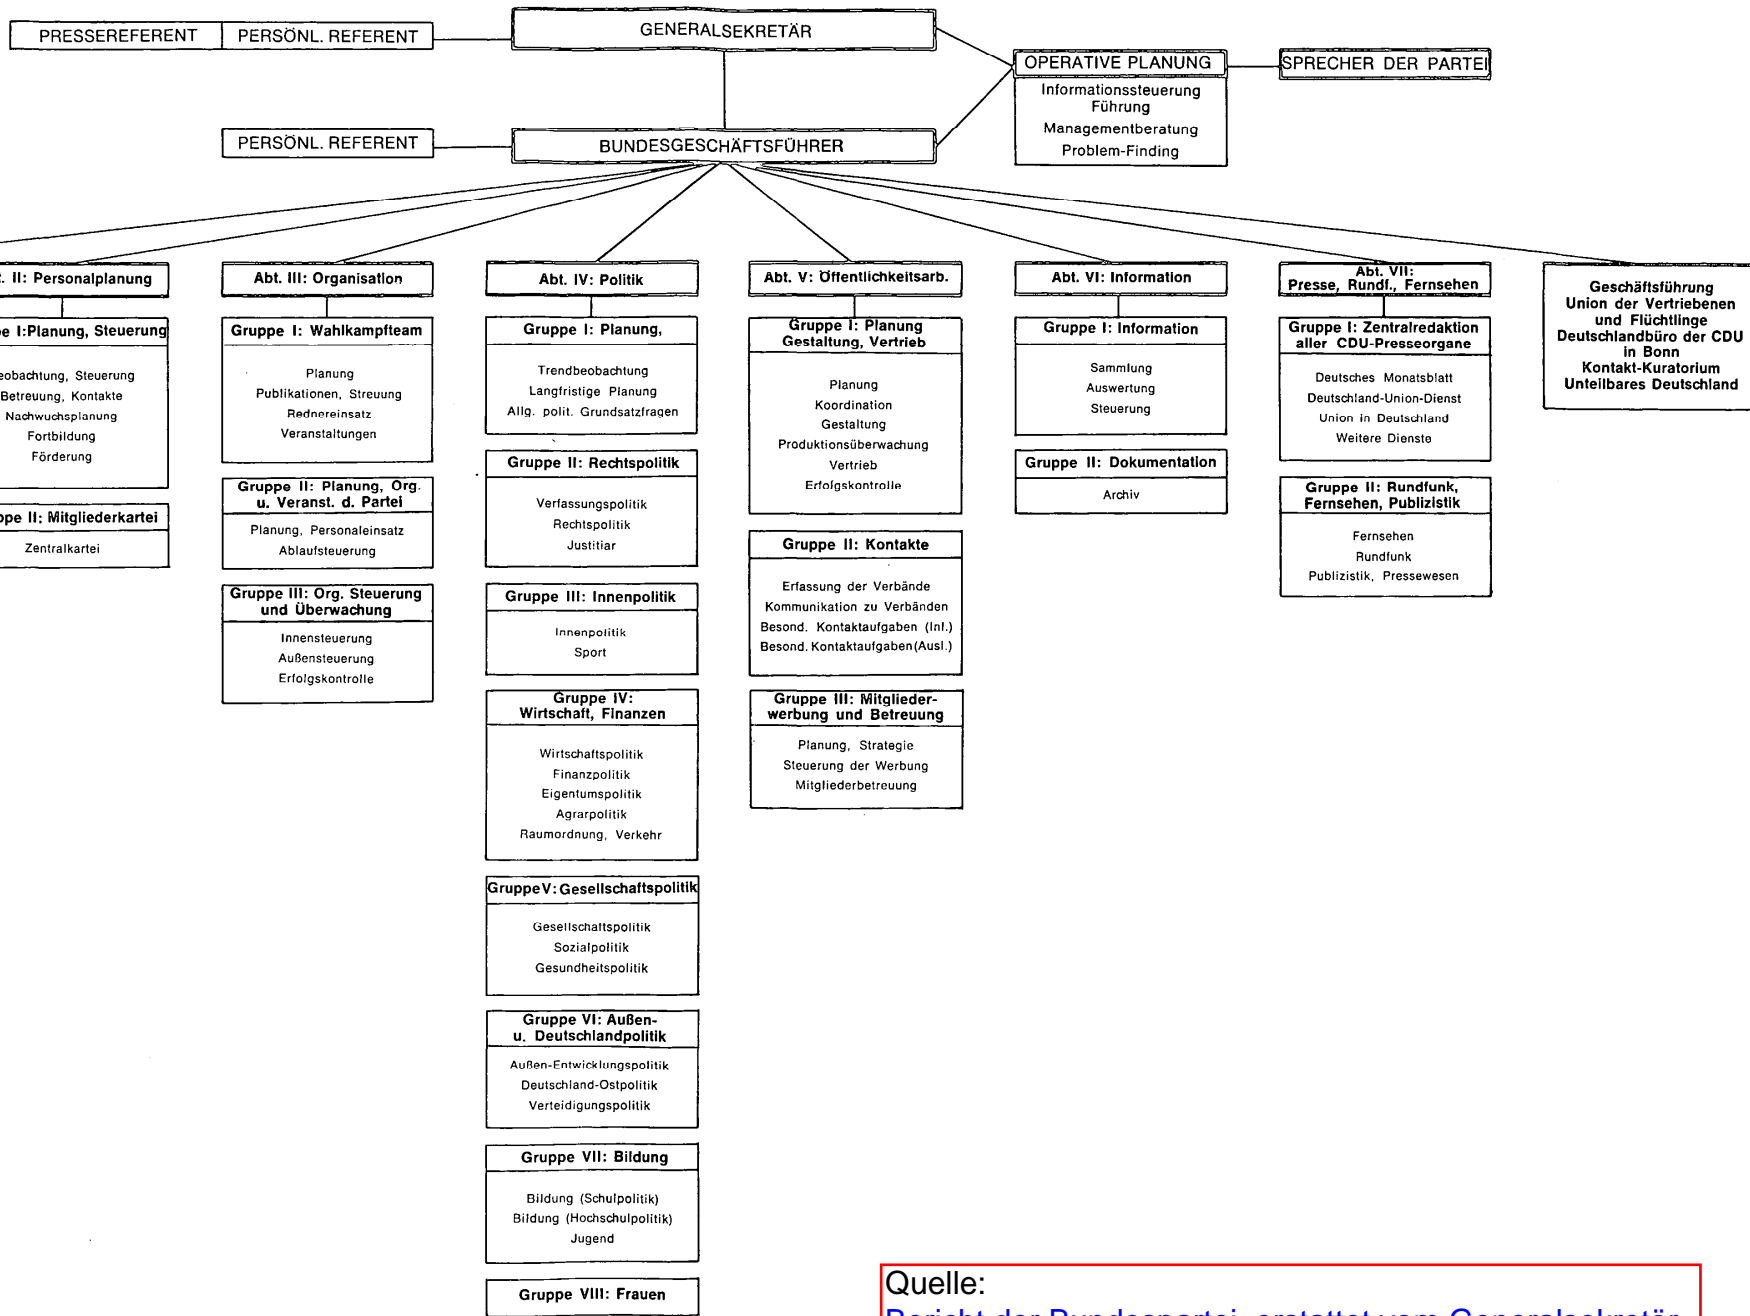 PRESSEREFERENT
PERSÖNL. REFERENT
GENERALSEKRETÄR
OPERATIVE PLANUNG
Informationssteuerung
Führung
Managementberatung
Problem-Finding
SPRECHER DER PARTEI
PERSÖNL. REFERENT
BUNDESGESCHÄFTSFÜHRER
II: Personalplanung
I:Planung, Steuerung
Steuerung
Betreuung, Kontakte
Nachwuchsplanung
Fortbildung
Förderung
II: Mitgliederkartei
Zentralkartei
Abt. III: Organisation
Gruppe I: Wahlkampfteam
Planung
Publikationen, Streuung
Rednereinsatz
Veranstaltungen
Gruppe II: Planung, Org.
u. Veranst. d. Partei
Planung, Personaleinsatz
Ablaufsteuerung
Gruppe III: Org. Steuerung
und Überwachung
Innensteuerung
Außensteuerung
Erfolgskontrolle
Abt. IV: Politik
Gruppe I: Planung,
Trendbeobachtung
Langfristige Planung
Allg. polit. Grundsatzfragen
Gruppe II: Rechtspolitik
Verfassungspolitik
Rechtspolitik
Justitiar
Gruppe III: Innenpolitik
Innenpolitik
Sport
Gruppe IV:
Wirtschaft, Finanzen
Wirtschaftspolitik
Finanzpolitik
Eigentumspolitik
Agrarpolitik
Raumordnung, Verkehr
Gruppe V: Gesellschaftspolitik
Gesellschaftspolitik
Sozialpolitik
Gesundheitspolitik
Gruppe VI: Außen-
u. Deutschlandpolitik
Außen-Entwicklungspolitik
Deutschland-Ostpolitik
Verteidigungspolitik
Gruppe VII: Bildung
Bildung (Schulpolitik)
Bildung (Hochschulpolitik)
Jugend
Gruppe VIII: Frauen
Abt. V: Öffentlichkeitsarb.
Gruppe I: Planung
Gestaltung, Vertrieb
Planung
Koordination
Gestaltung
Produktionsüberwachung
Vertrieb
Erfolgskontrolle
Gruppe II: Kontakte
Erfassung der Verbände
Kommunikation zu Verbänden
Besond. Kontaktaufgaben (Inl.)
Besond. Kontaktaufgaben (Ausl.)
Gruppe III: Mitglieder-
werbung und Betreuung
Planung, Strategie
Steuerung der Werbung
Mitgliederbetreuung
Abt. VI: Information
Gruppe I: Information
Sammlung
Auswertung
Steuerung
Gruppe II: Dokumentation
Archiv
Abt. VII:
Presse, Rundf., Fernsehen
Gruppe I: Zentralredaktion
aller CDU-Presseorgane
Deutsches Monatsblatt
Deutschland-Union-Dienst
Union in Deutschland
Weitere Dienste
Gruppe II: Rundfunk,
Fernsehen, Publizistik
Fernsehen
Rundfunk
Publizistik, Pressewesen
Geschäftsführung
Union der Vertriebenen
und Flüchtlinge
Deutschlandbüro der CDU
in Bonn
Kontakt-Kuratorium
Unteilbares Deutschland
Quelle:
Bericht der Bundespartei, erstattet vom Generalsekretär